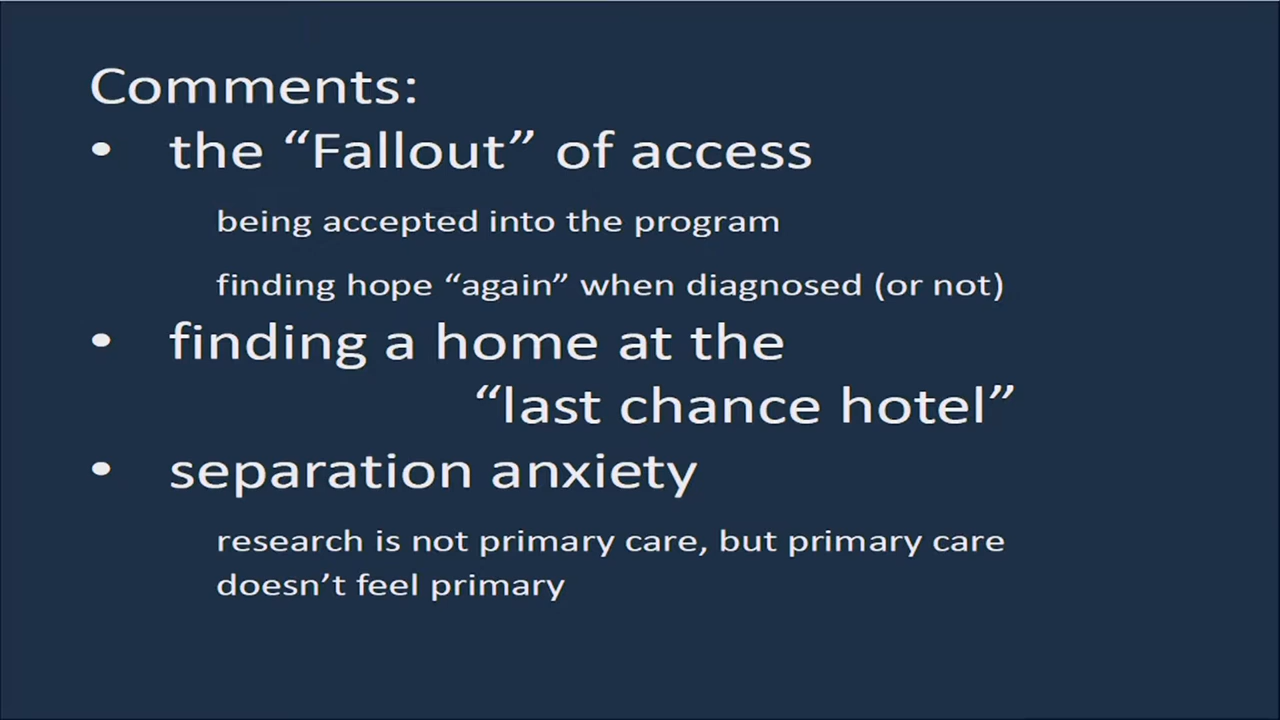 Comments:
• the “Fallout” of access
being accepted into the program
finding hope “again” when diagnosed (or not)
• finding a home at the
“last chance hotel”
• separation anxiety
research is not primary care, but primary care
doesn’t feel primary